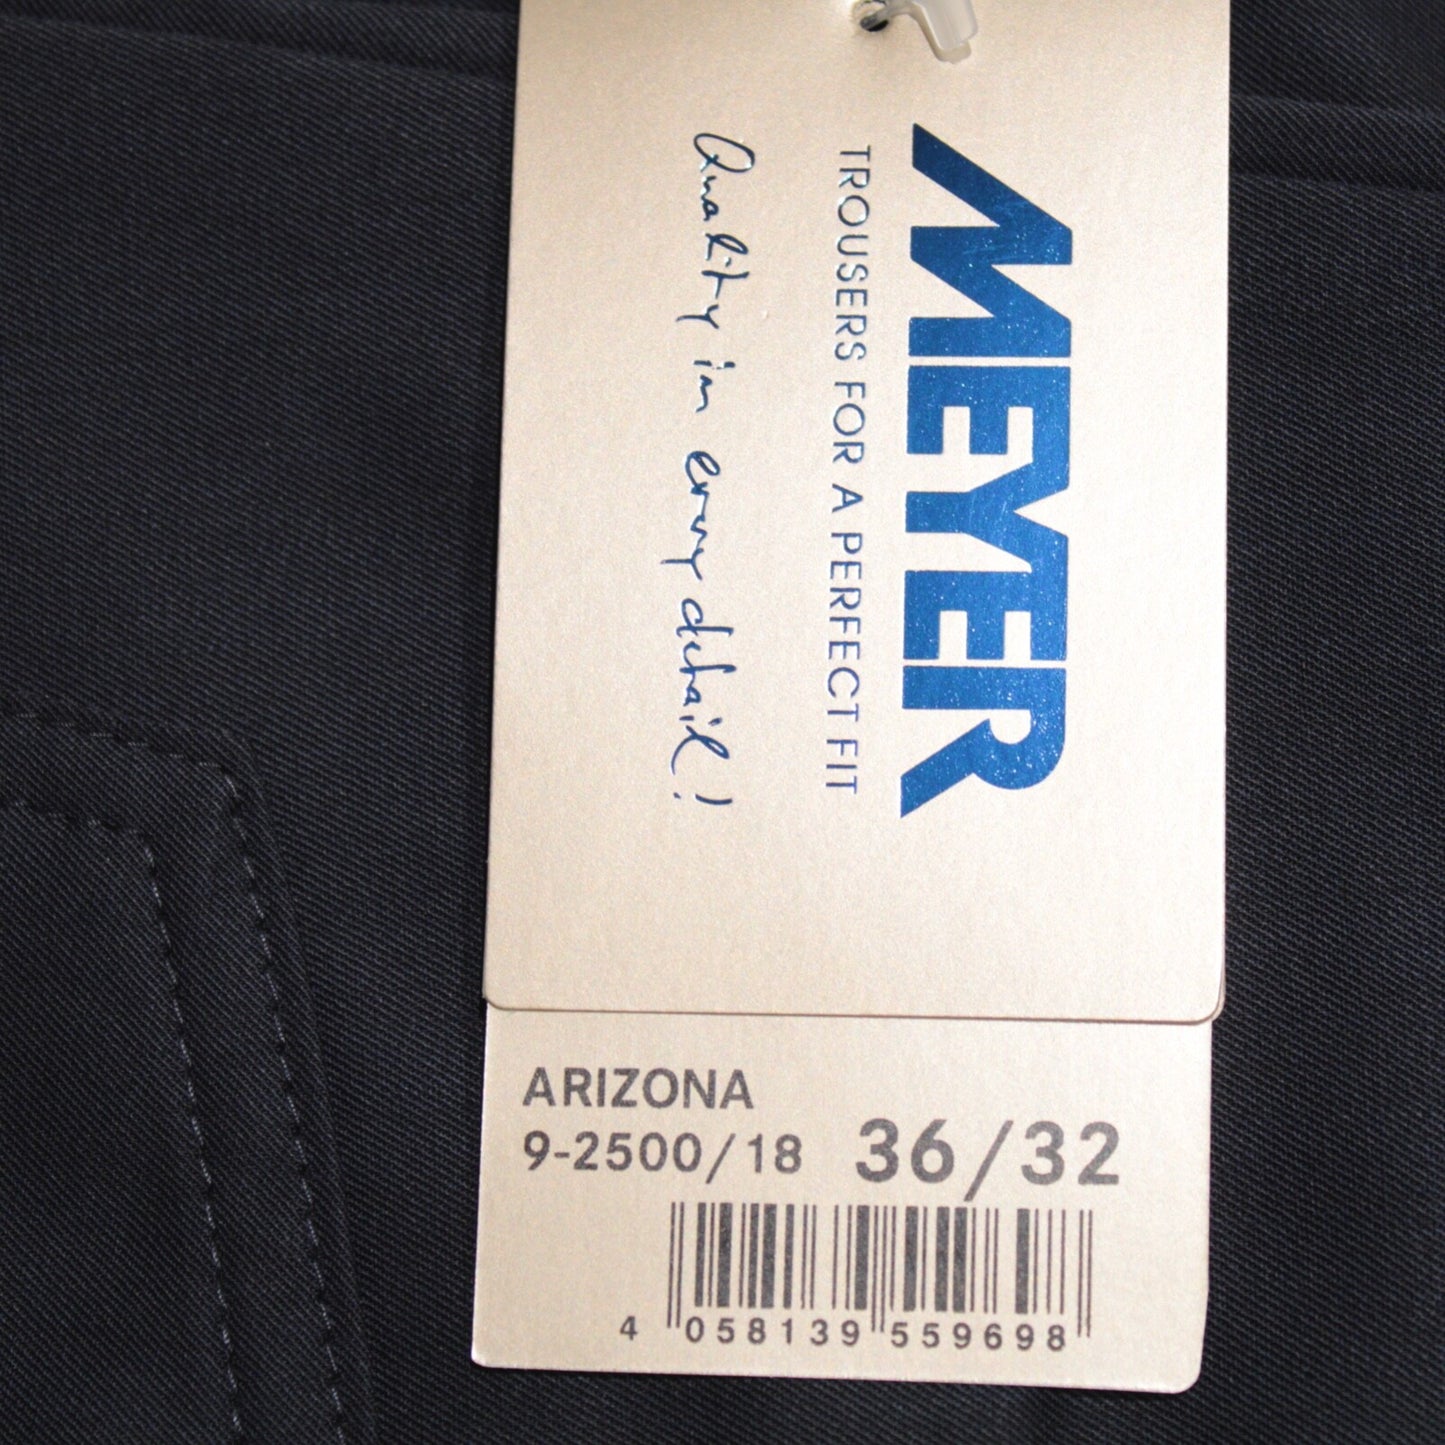 MEYER
TROUSERS FOR A PERFECT FIT
Quality in every detail!
ARIZONA
9-2500/18 36/32
4 058139 559698